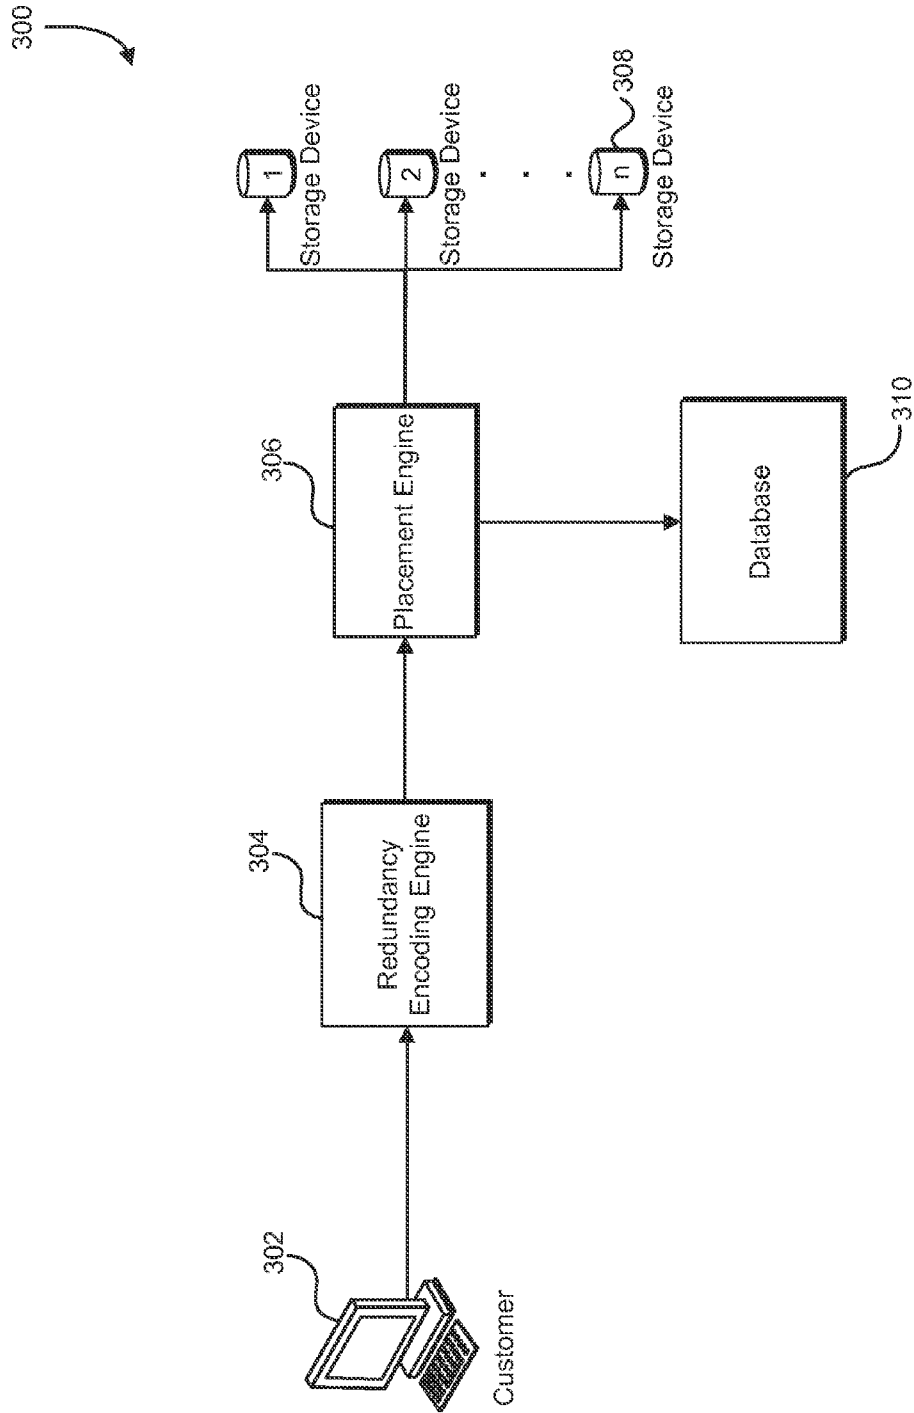 300
302
Customer
304
Redundancy
Encoding Engine
306
Placement Engine
1
Storage Device
2
Storage Device
. . .
n
308
Storage Device
Database
310